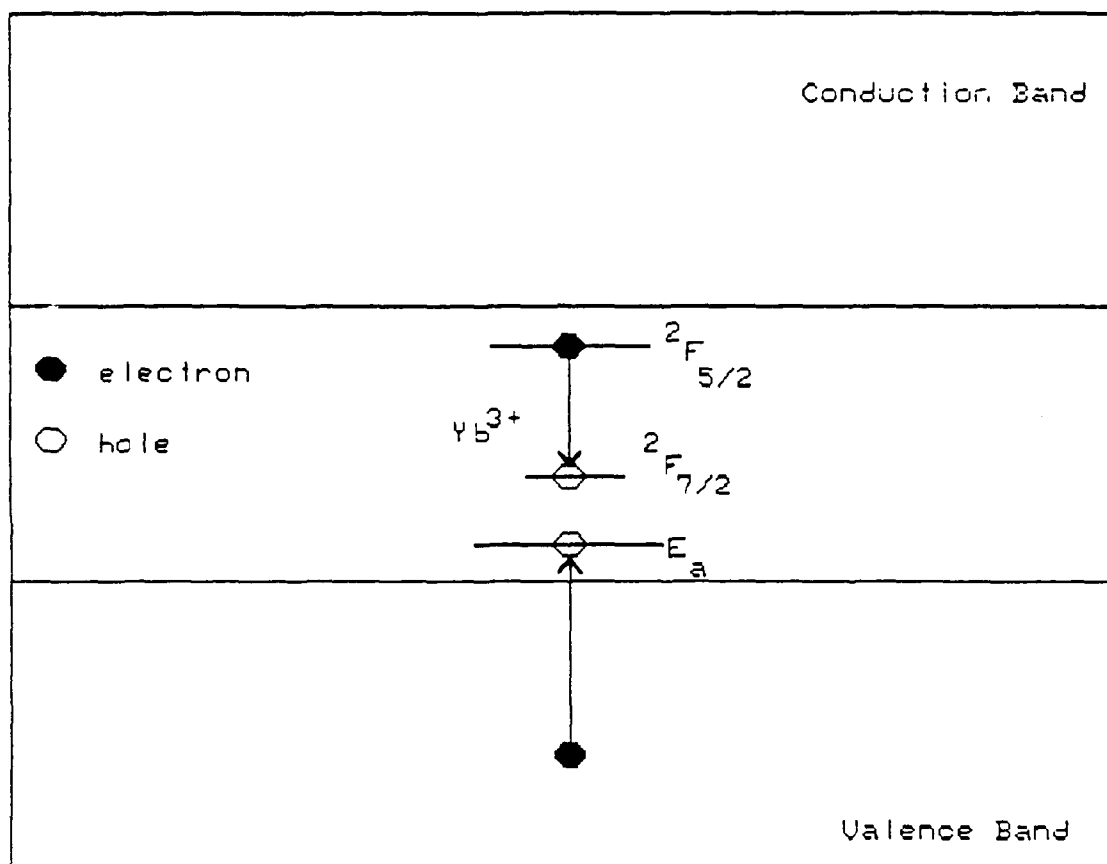 Conduction Band
²F₅/₂
electron
Yb³⁺
hole
²F₇/₂
Eₐ
Valence Band